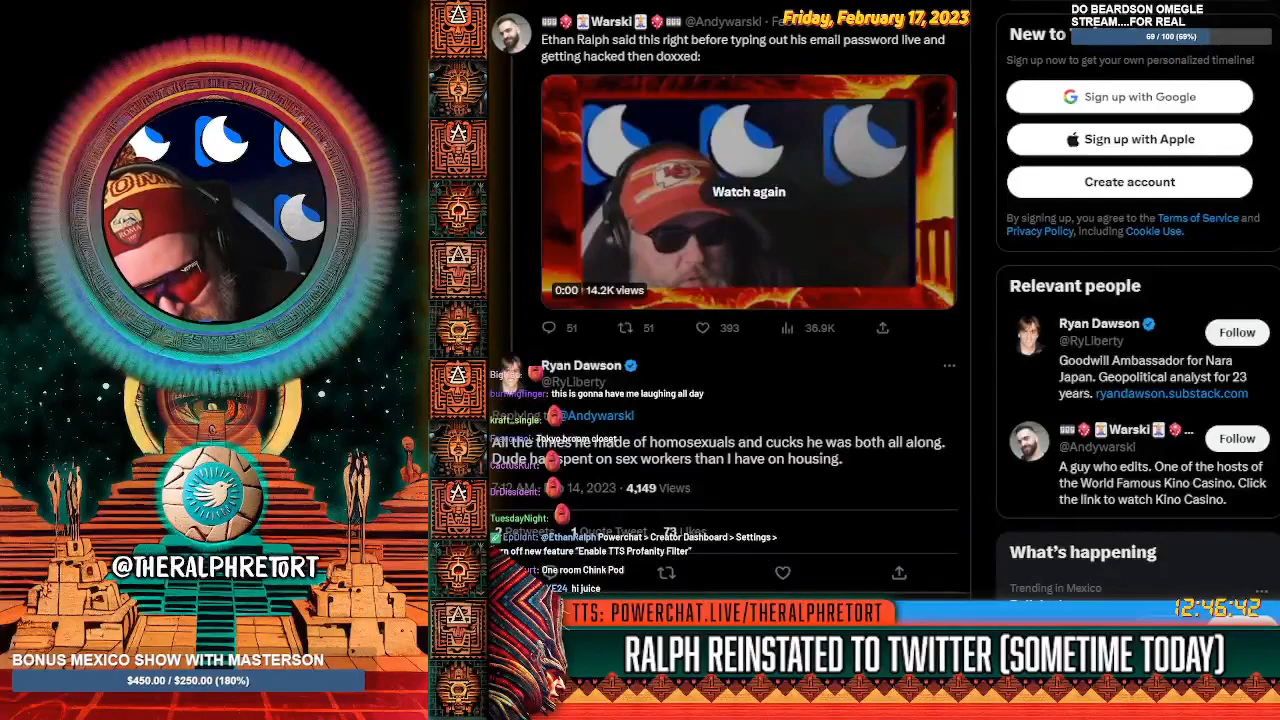 Friday, February 17, 2023
DO BEARDSON OMEGLE
STREAM....FOR REAL
69 / 100 (69%)
Warski
@Andywarski
Ethan Ralph said this right before typing out his email password live and
getting hacked then doxxed:
Watch again
0:00
14.2K views
51
51
393
36.9K
Ryan Dawson
@RyLiberty
@Andywarski
All the times he made of homosexuals and cucks he was both all along.
Dude had spent on sex workers than I have on housing.
14, 2023 · 4,149 Views
1 Quote Tweet
burningfinger: this is gonna have me laughing all day
kraft_single:
Tokyo broom closet
CactusKurt:
DrDissident:
TuesdayNight:
@EthanRalph Powerchat > Creator Dashboard > Settings >
off new feature "Enable TTS Profanity Filter"
One room Chink Pod
hi juice
New to
Sign up now to get your own personalized timeline!
Sign up with Google
Sign up with Apple
Create account
By signing up, you agree to the Terms of Service and
Privacy Policy, including Cookie Use.
Relevant people
Ryan Dawson
@RyLiberty
Follow
Goodwill Ambassador for Nara
Japan. Geopolitical analyst for 23
years. ryandawson.substack.com
Warski
...
@Andywarski
Follow
A guy who edits. One of the hosts of
the World Famous Kino Casino. Click
the link to watch Kino Casino.
What's happening
Trending in Mexico
12:46:42
ROMA
@THERALPHRETORT
BONUS MEXICO SHOW WITH MASTERSON
$450.00 / $250.00 (180%)
TTS: POWERCHAT.LIVE/THERALPHRETORT
RALPH REINSTATED TO TWITTER (SOMETIME TODAY)